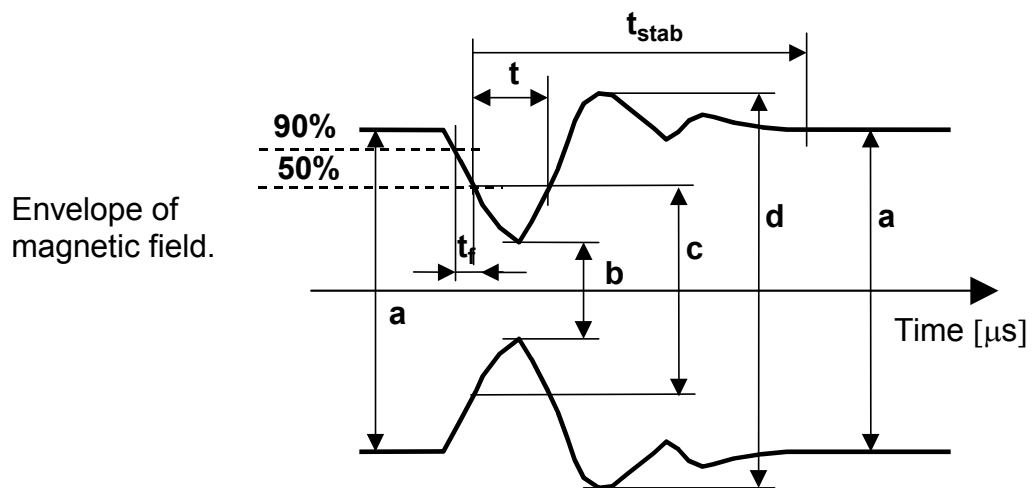 t_stab
t
90%
50%
Envelope of
magnetic field.
t_f
a
b
c
d
a
Time [μs]